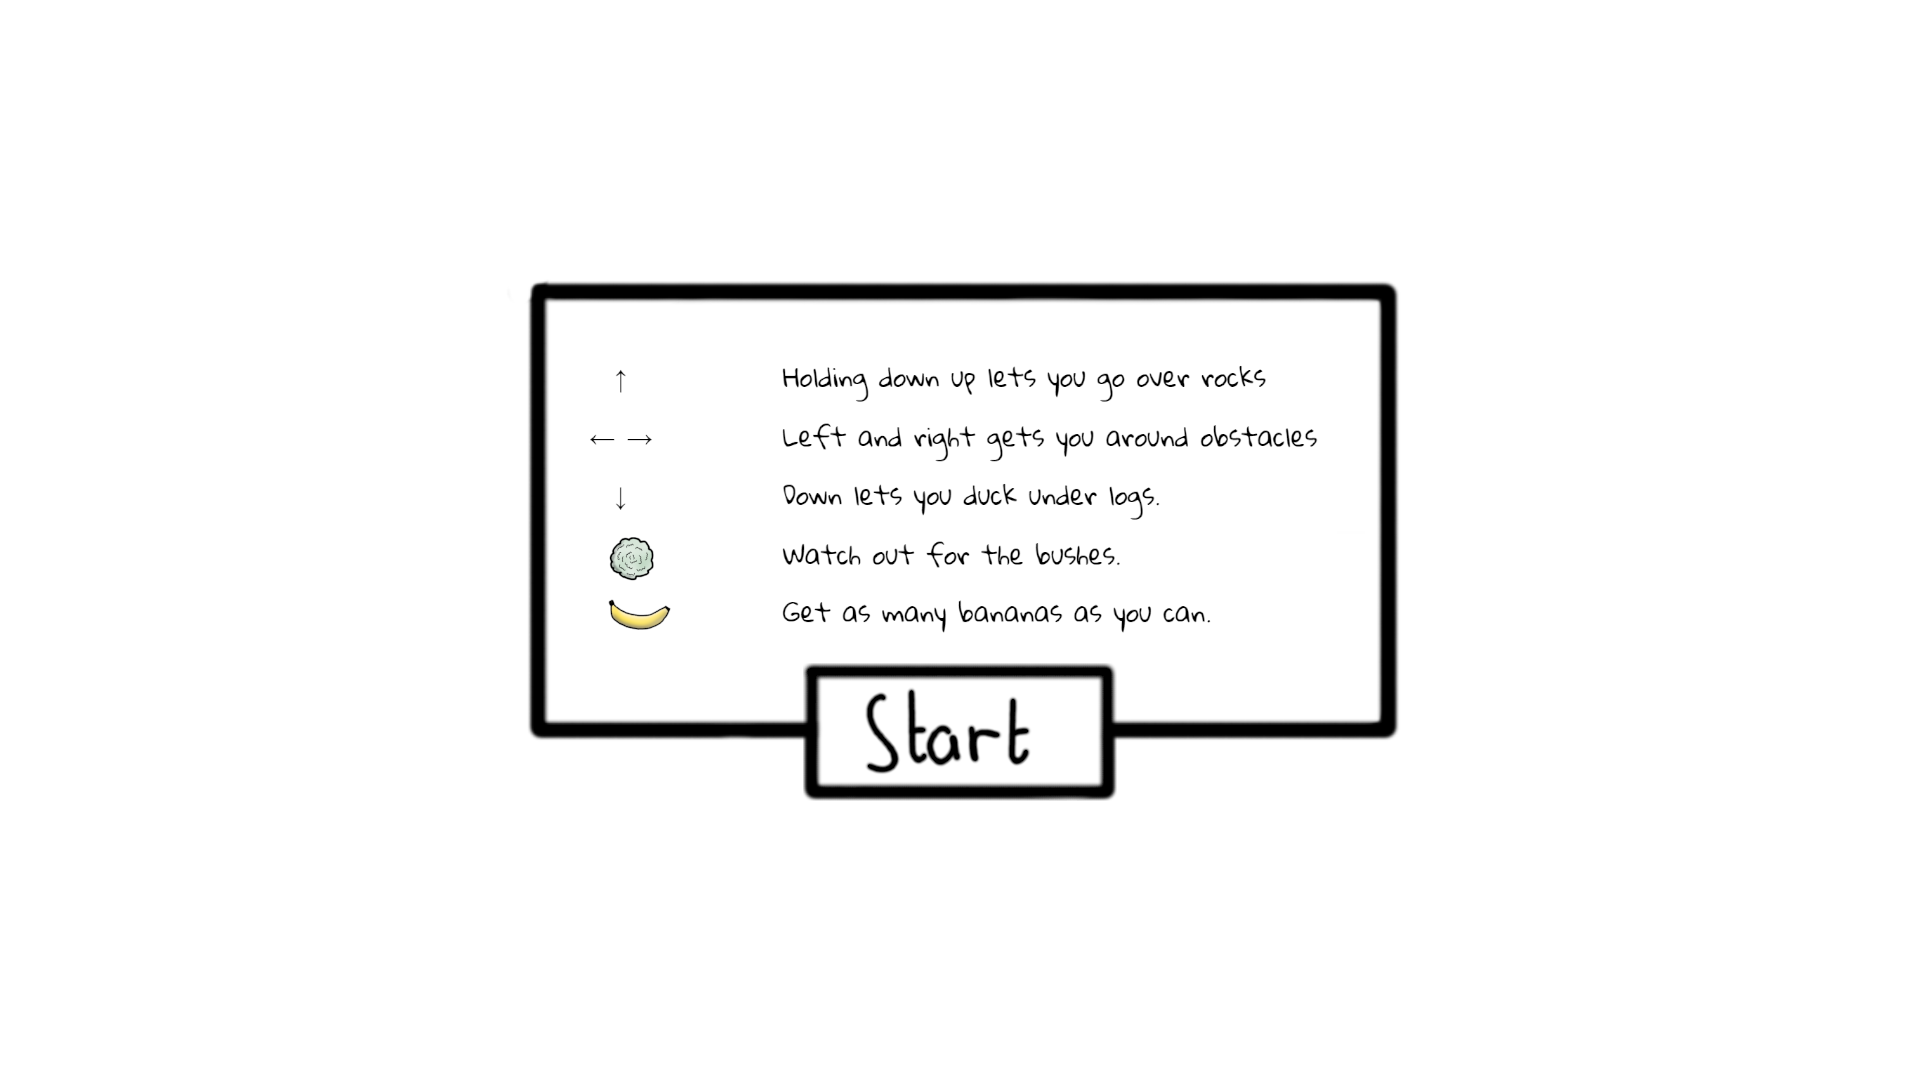 ↑ Holding down up lets you go over rocks
← → Left and right gets you around obstacles
↓ Down lets you duck under logs.
Watch out for the bushes.
Get as many bananas as you can.
Start